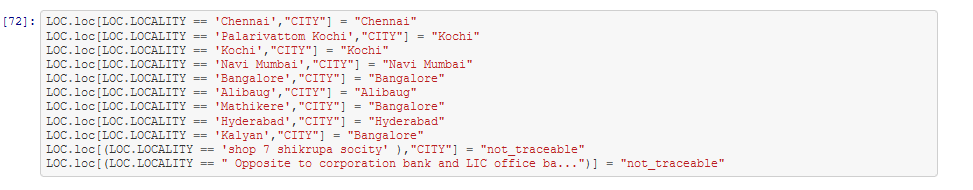 [72]: LOC.loc[LOC.LOCALITY == 'Chennai',"CITY"] = "Chennai"
LOC.loc[LOC.LOCALITY == 'Palarivattom Kochi',"CITY"] = "Kochi"
LOC.loc[LOC.LOCALITY == 'Kochi',"CITY"] = "Kochi"
LOC.loc[LOC.LOCALITY == 'Navi Mumbai',"CITY"] = "Navi Mumbai"
LOC.loc[LOC.LOCALITY == 'Bangalore',"CITY"] = "Bangalore"
LOC.loc[LOC.LOCALITY == 'Alibaug',"CITY"] = "Alibaug"
LOC.loc[LOC.LOCALITY == 'Mathikere',"CITY"] = "Bangalore"
LOC.loc[LOC.LOCALITY == 'Hyderabad',"CITY"] = "Hyderabad"
LOC.loc[LOC.LOCALITY == 'Kalyan',"CITY"] = "Bangalore"
LOC.loc[(LOC.LOCALITY == 'shop 7 shikrupa socity' ),"CITY"] = "not_traceable"
LOC.loc[(LOC.LOCALITY == " Opposite to corporation bank and LIC office ba...")] = "not_traceable"